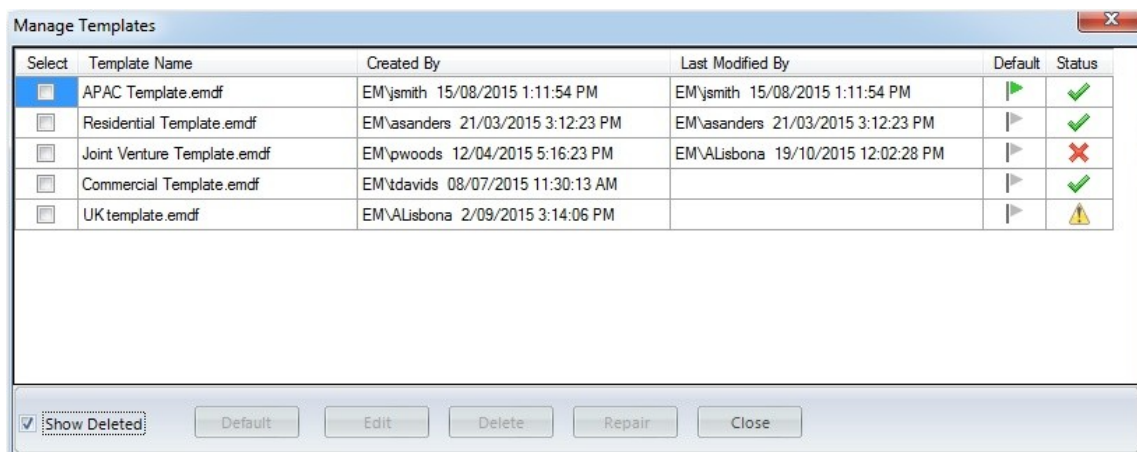 Manage Templates
Select Template Name Created By Last Modified By Default Status
APAC Template.emdf EM\jsmith 15/08/2015 1:11:54 PM EM\jsmith 15/08/2015 1:11:54 PM
Residential Template.emdf EM\asanders 21/03/2015 3:12:23 PM EM\asanders 21/03/2015 3:12:23 PM
Joint Venture Template.emdf EM\pwoods 12/04/2015 5:16:23 PM EM\ALisbona 19/10/2015 12:02:28 PM
Commercial Template.emdf EM\tdavids 08/07/2015 11:30:13 AM
UK template.emdf EM\ALisbona 2/09/2015 3:14:06 PM
Show Deleted Default Edit Delete Repair Close